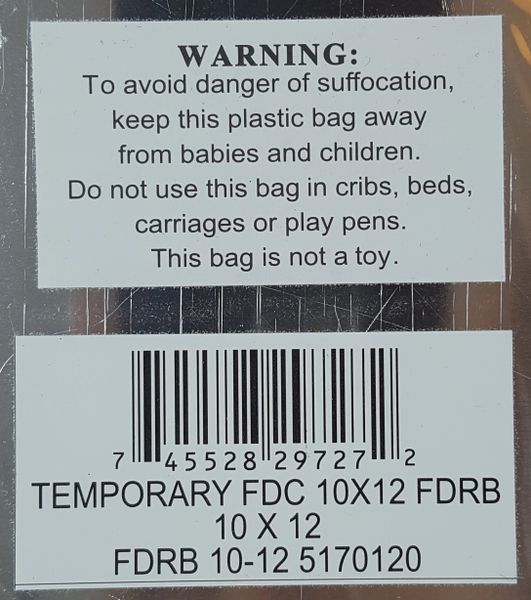 WARNING:
To avoid danger of suffocation,
keep this plastic bag away
from babies and children.
Do not use this bag in cribs, beds,
carriages or play pens.
This bag is not a toy.
7 45528 29727 2
TEMPORARY FDC 10X12 FDRB
10 X 12
FDRB 10-12 5170120